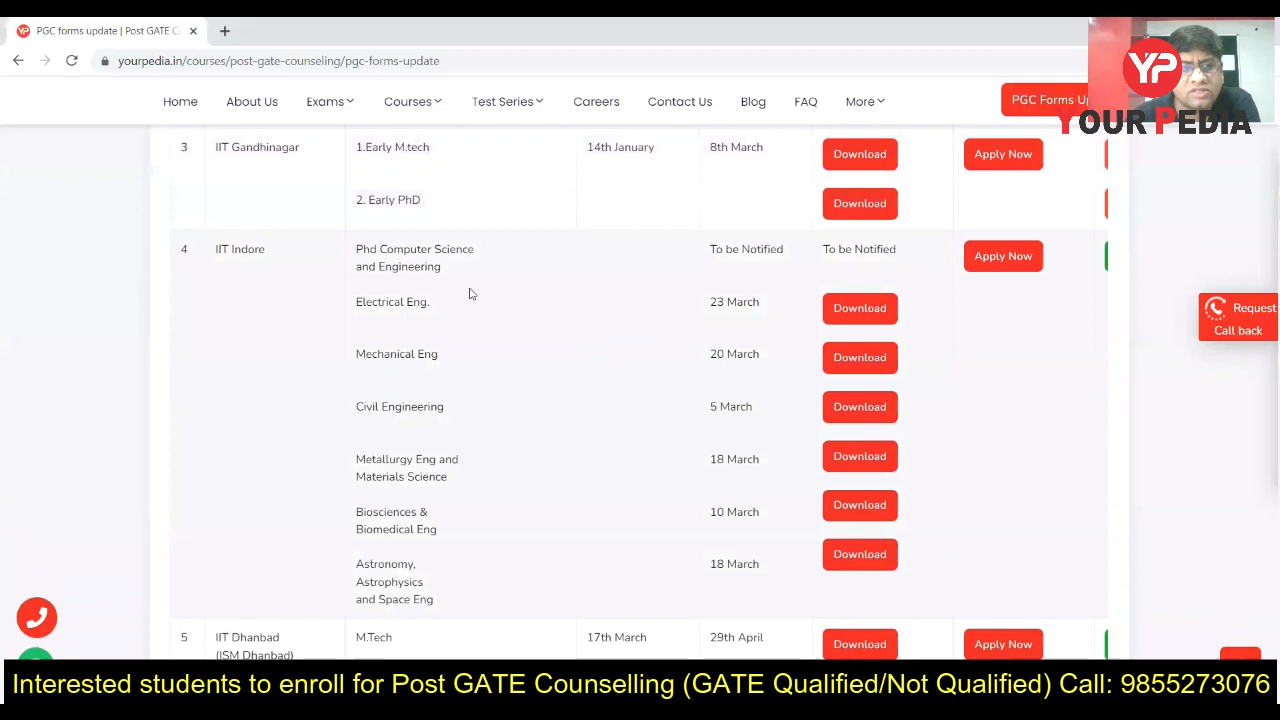 PGC forms update | Post GATE C
yourpedia.in/courses/post-gate-counseling/pgc-forms-update
YP
YOUR PEDIA
Home About Us Exams Courses Test Series Careers Contact Us Blog FAQ More PGC Forms
3 IIT Gandhinagar 1.Early M.tech 14th January 8th March Download Apply Now
2. Early PhD Download
4 IIT Indore Phd Computer Science To be Notified To be Notified Apply Now
and Engineering
Electrical Eng. 23 March Download
Request
Call back
Mechanical Eng 20 March Download
Civil Engineering 5 March Download
Metallurgy Eng and 18 March Download
Materials Science
Biosciences & 10 March Download
Biomedical Eng
Astronomy, 18 March Download
Astrophysics
and Space Eng
5 IIT Dhanbad M.Tech 17th March 29th April Download Apply Now
(ISM Dhanbad)
Interested students to enroll for Post GATE Counselling (GATE Qualified/Not Qualified) Call: 9855273076